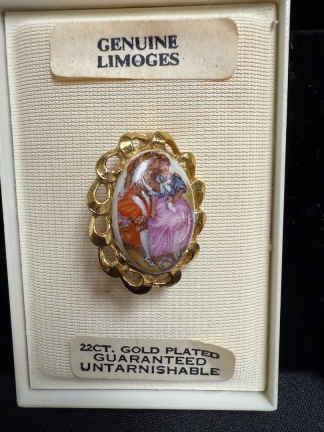 GENUINE
LIMOGES
22CT. GOLD PLATED
GUARANTEED
UNTARNISHABLE